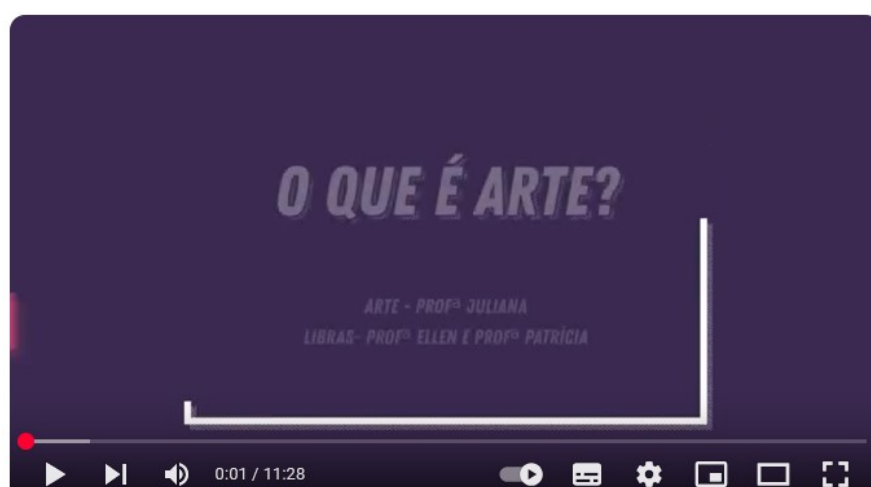 O QUE É ARTE?
ARTE - PROFª JULIANA
LIBRAS- PROFª ELLEN E PROFª PATRÍCIA
0:01 / 11:28